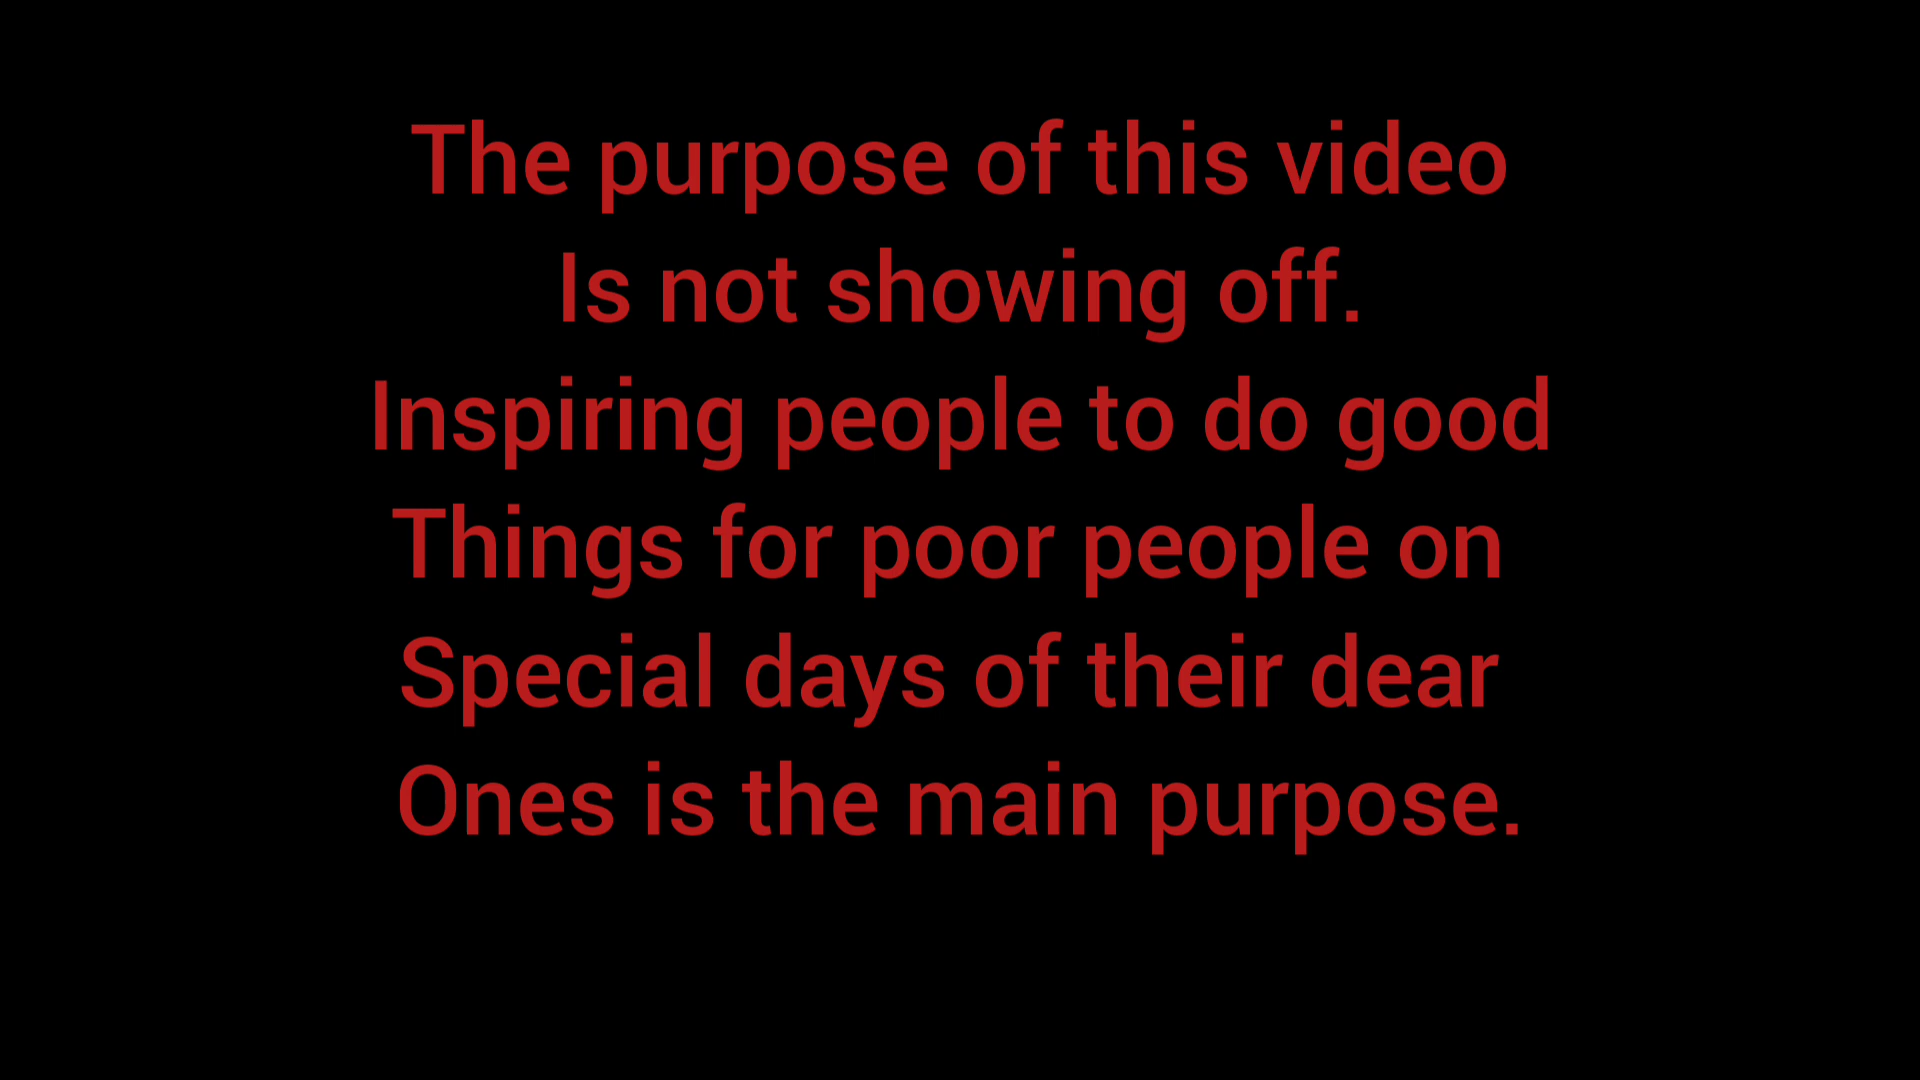 The purpose of this video
Is not showing off.
Inspiring people to do good
Things for poor people on
Special days of their dear
Ones is the main purpose.